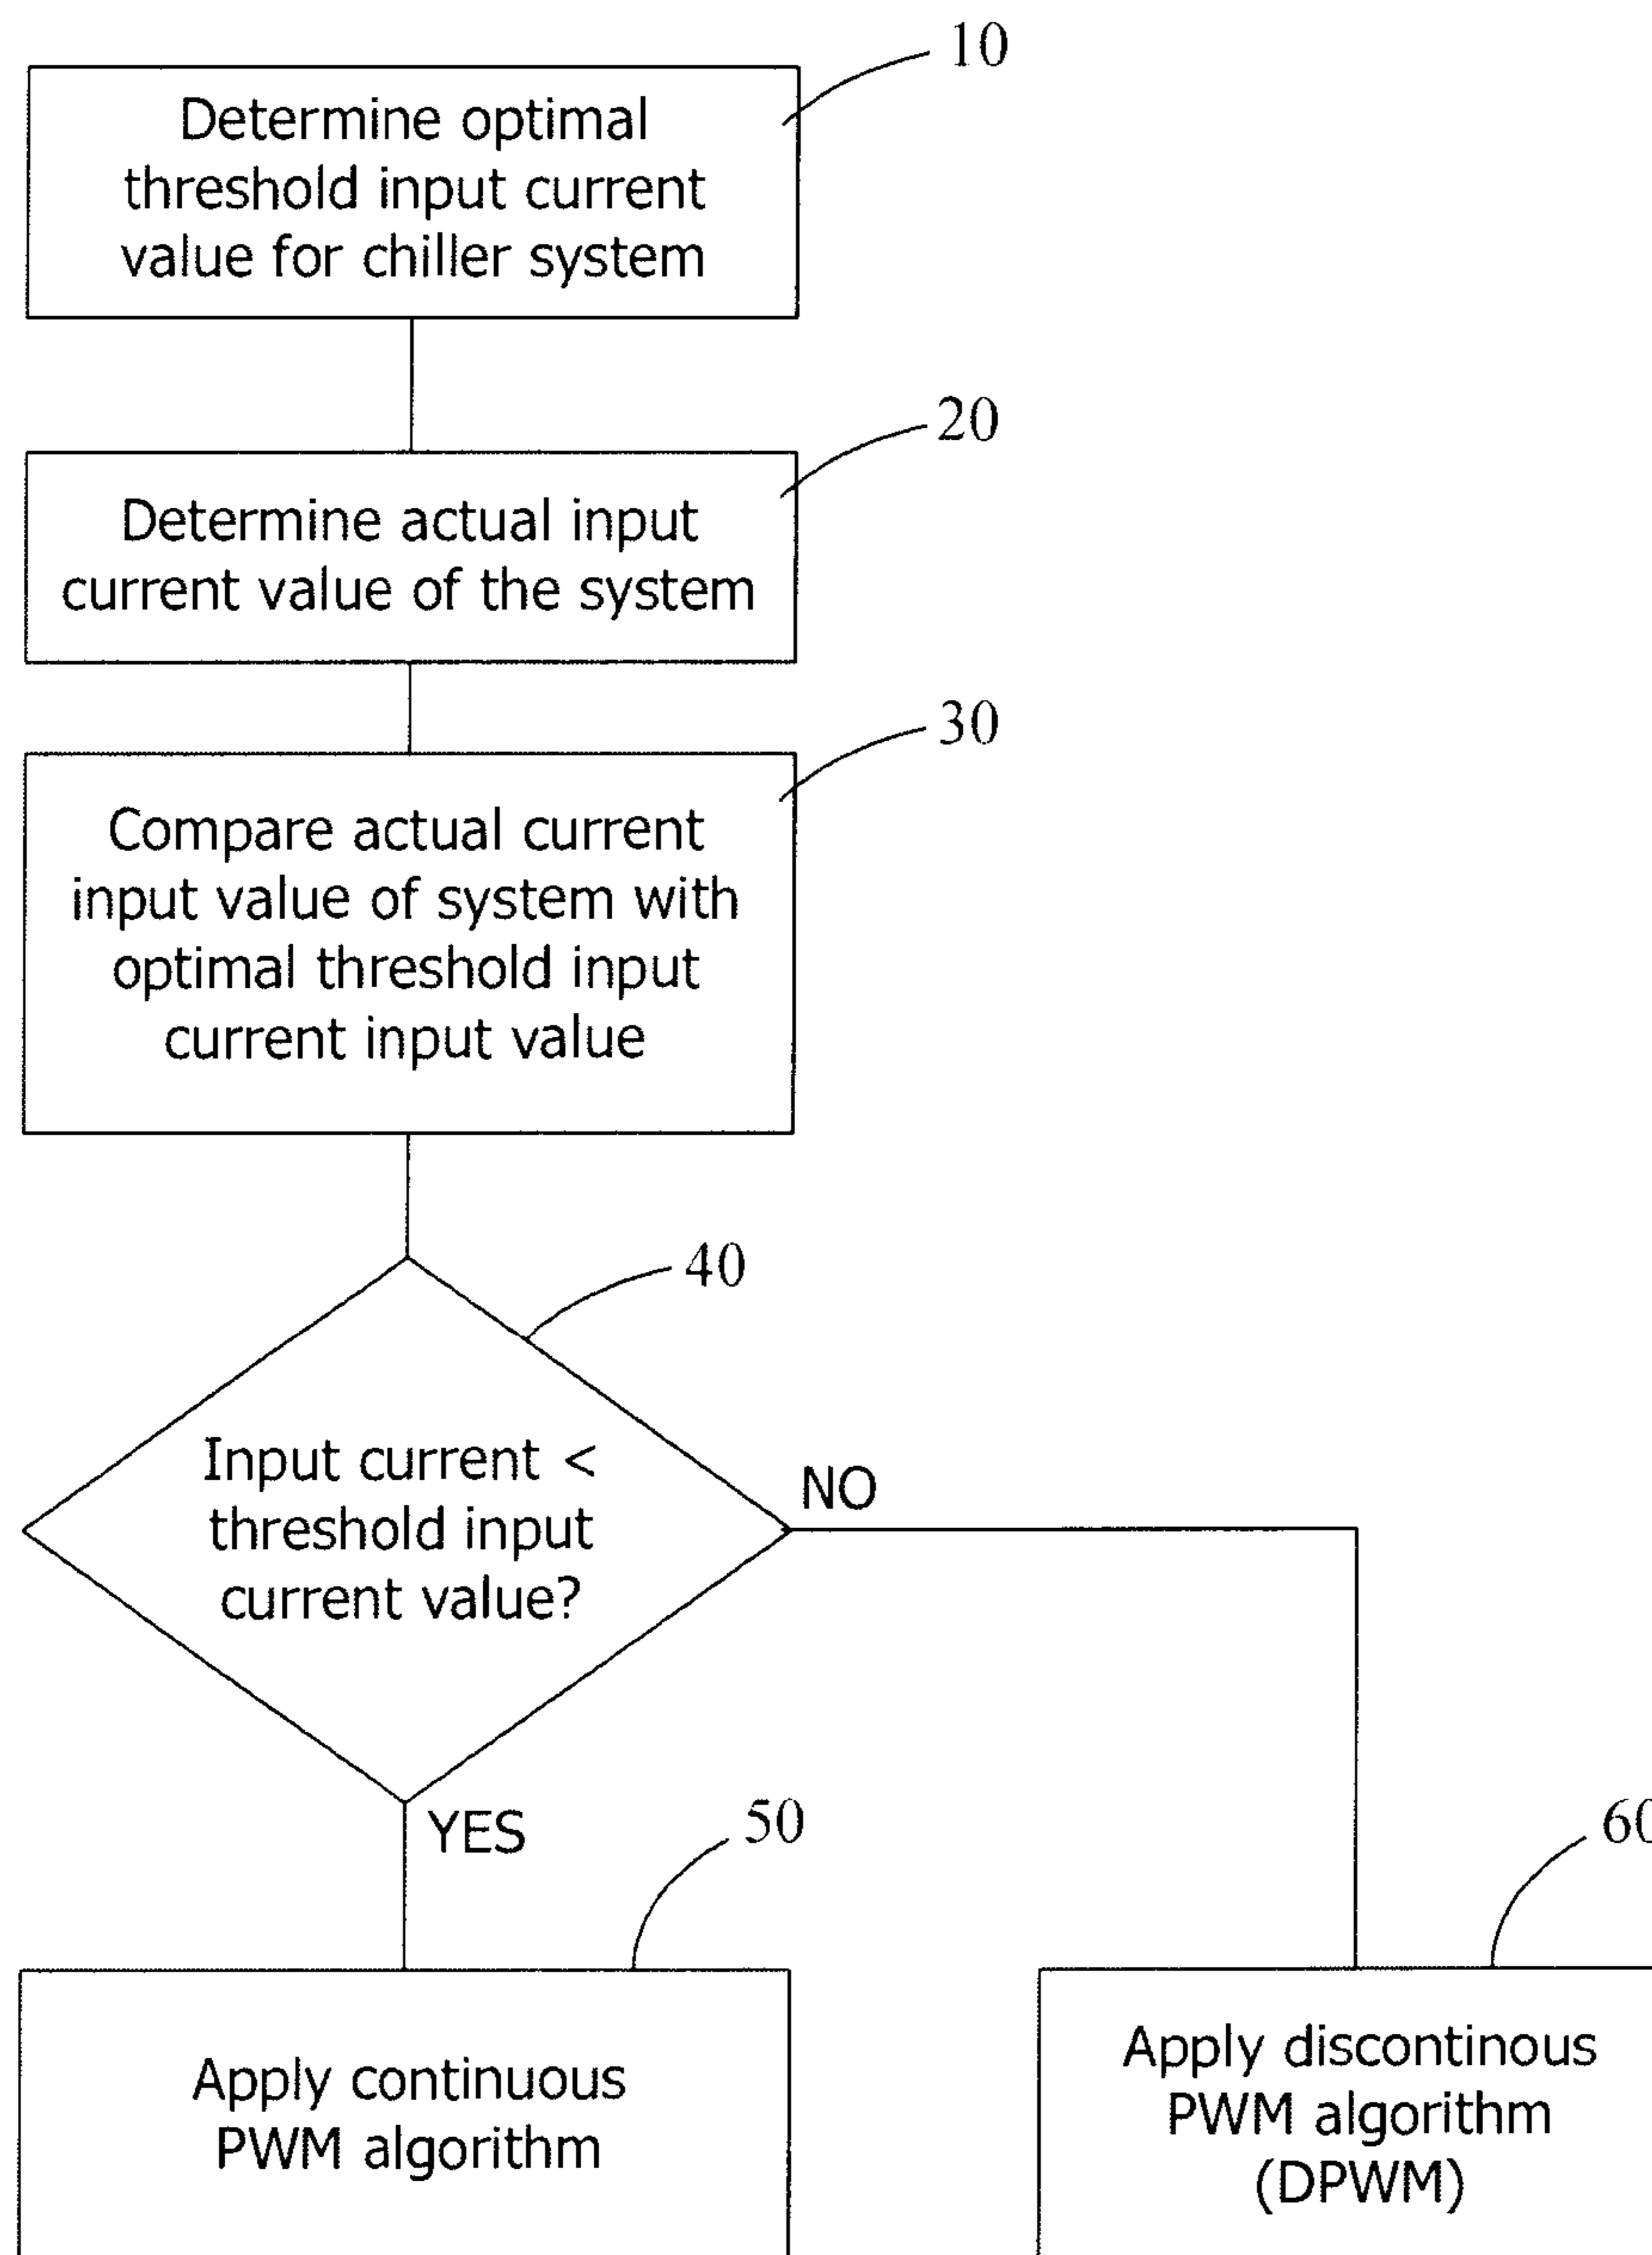 10
Determine optimal
threshold input current
value for chiller system
20
Determine actual input
current value of the system
30
Compare actual current
input value of system with
optimal threshold input
current input value
40
Input current <
threshold input
current value?
NO
YES
50
60
Apply continuous
PWM algorithm
Apply discontinous
PWM algorithm
(DPWM)